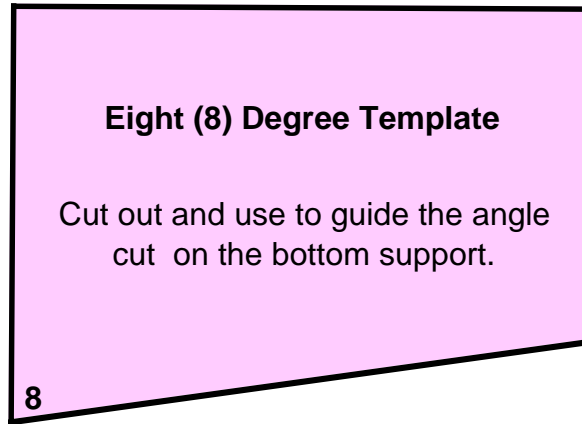 Eight (8) Degree Template
Cut out and use to guide the angle
cut  on the bottom support.
8